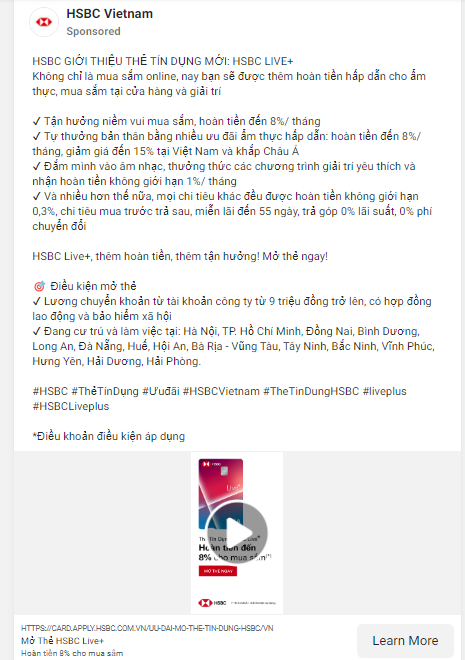 HSBC Vietnam
Sponsored
HSBC GIỚI THIỆU THẺ TÍN DỤNG MỚI: HSBC LIVE+
Không chỉ là mua sắm online, nay bạn sẽ được thêm hoàn tiền hấp dẫn cho ẩm
thực, mua sắm tại cửa hàng và giải trí
✓ Tận hưởng niềm vui mua sắm, hoàn tiền đến 8%/ tháng
✓ Tự thưởng bản thân bằng nhiều ưu đãi ẩm thực hấp dẫn: hoàn tiền đến 8%/
tháng, giảm giá đến 15% tại Việt Nam và khắp Châu Á
✓ Đắm mình vào âm nhạc, thưởng thức các chương trình giải trí yêu thích và
nhận hoàn tiền không giới hạn 1%/ tháng
✓ Và nhiều hơn thế nữa, mọi chi tiêu khác đều được hoàn tiền không giới hạn
0,3%, chi tiêu mua trước trả sau, miễn lãi đến 55 ngày, trả góp 0% lãi suất, 0% phí
chuyển đổi
HSBC Live+, thêm hoàn tiền, thêm tận hưởng! Mở thẻ ngay!
🎯 Điều kiện mở thẻ
✓ Lương chuyển khoản từ tài khoản công ty từ 9 triệu đồng trở lên, có hợp đồng
lao động và bảo hiểm xã hội
✓ Đang cư trú và làm việc tại: Hà Nội, TP. Hồ Chí Minh, Đồng Nai, Bình Dương,
Long An, Đà Nẵng, Huế, Hội An, Bà Rịa - Vũng Tàu, Tây Ninh, Bắc Ninh, Vĩnh Phúc,
Hưng Yên, Hải Dương, Hải Phòng.
#HSBC #ThẻTínDụng #Ưuđãi #HSBCVietnam #TheTinDungHSBC #liveplus
#HSBCLiveplus
*Điều khoản điều kiện áp dụng
HSBC
Hoàn tiền đến
8% cho mua sắm(*)
MỞ THẺ NGAY
HSBC
HTTPS://CARD.APPLY.HSBC.COM.VN/UU-DAI-MO-THE-TIN-DUNG-HSBC/VN
Mở Thẻ HSBC Live+
Hoàn tiền 8% cho mua sắm
Learn More